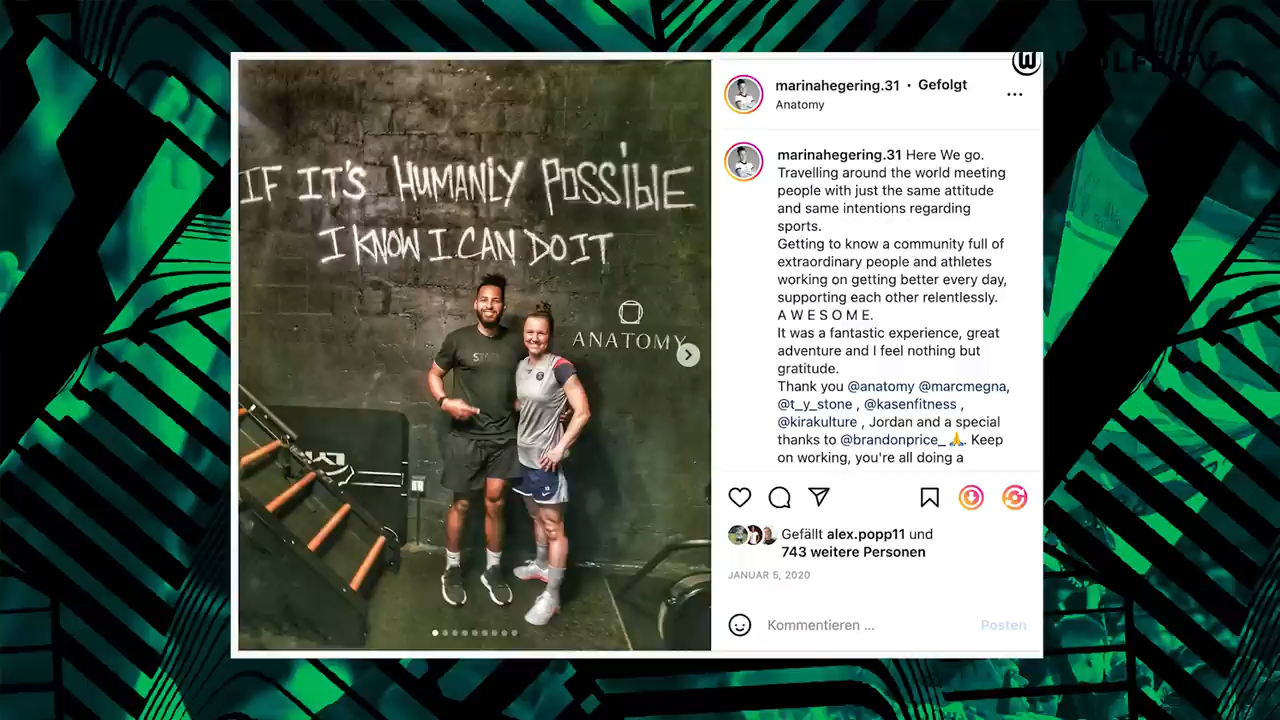 W WOLFE TV
IF IT'S HUMANLY POSSIBLE
I KNOW I CAN DO IT
ANATOMY
marinahegering.31 • Gefolgt
Anatomy
marinahegering.31 Here We go.
Travelling around the world meeting
people with just the same attitude
and same intentions regarding
sports.
Getting to know a community full of
extraordinary people and athletes
working on getting better every day,
supporting each other relentlessly.
A W E S O M E.
It was a fantastic experience, great
adventure and I feel nothing but
gratitude.
Thank you @anatomy @marcmegna,
@t_y_stone , @kasenfitness ,
@kirakulture , Jordan and a special
thanks to @brandonprice_ 🙏. Keep
on working, you're all doing a
Gefällt alex.popp11 und
743 weitere Personen
JANUAR 5, 2020
Kommentieren ...
Posten